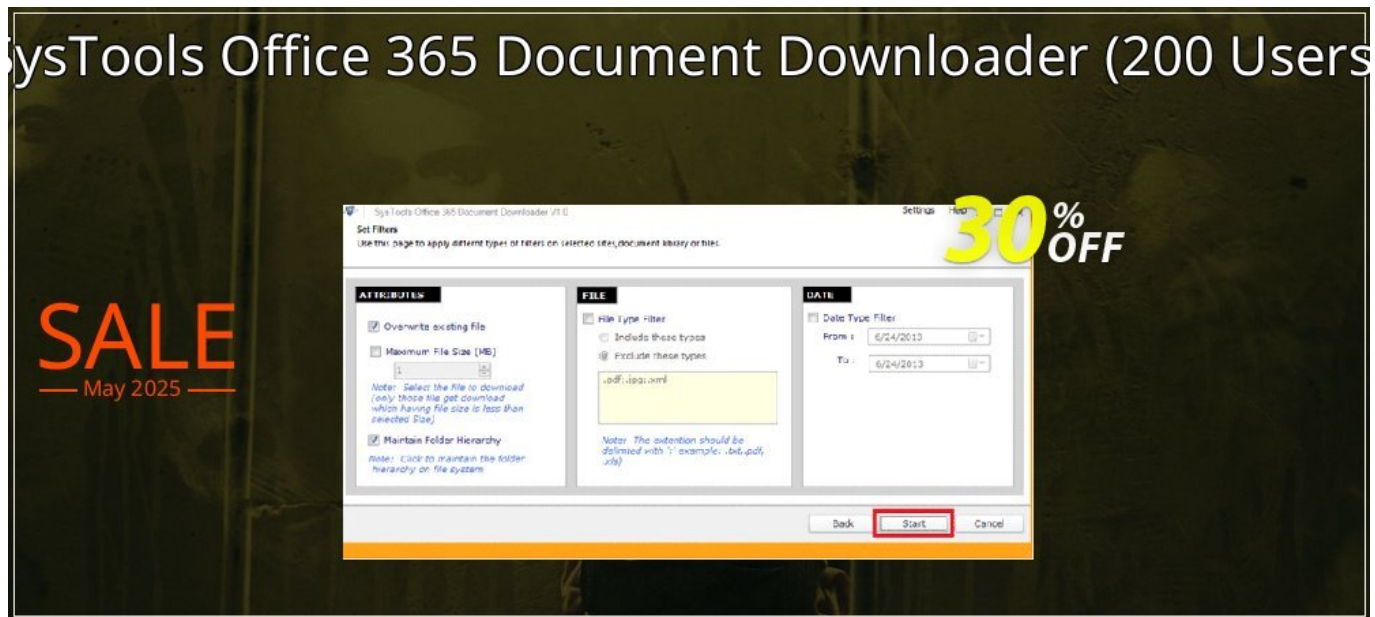 ysTools Office 365 Document Downloader (200 Users
SysTools Office 365 Document Downloader V1.0
Settings Help
30% OFF
Set Filters
Use this page to apply differnt types of filters on selected sites,document library or files.
SALE
May 2025
ATTRIBUTES
Overwrite existing file
Maximum File Size (MB)
1
Note: Select the file to download
(only those file get download
which having file size is less than
selected Size)
Maintain Folder Hierarchy
Note: Click to maintain the folder
hierarchy on file system
FILE
File Type Filter
Include these types
Exclude these types
.pdf;.jpg;.xml
Note: The extention should be
delimited with ';' example: .txt,.pdf,
.xls)
DATE
Date Type Filter
From : 6/24/2013
To : 6/24/2013
Back Start Cancel